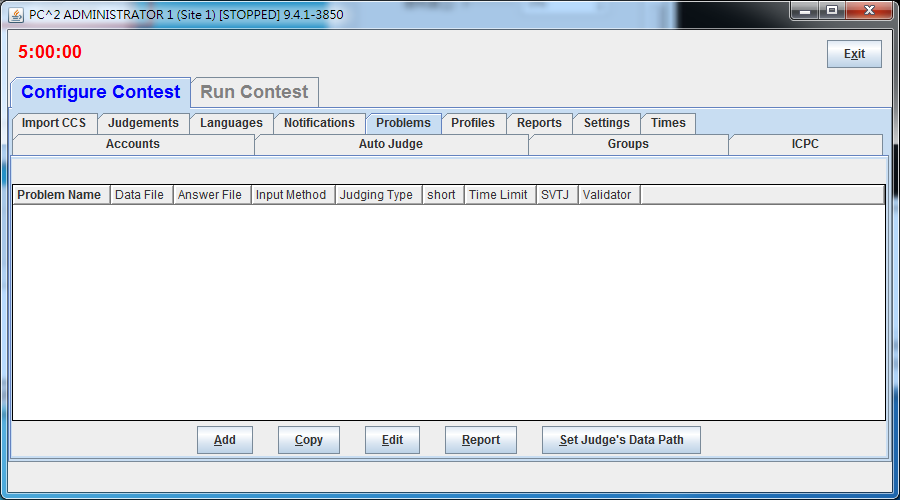 PC^2 ADMINISTRATOR 1 (Site 1) [STOPPED] 9.4.1-3850
5:00:00
Exit
Configure Contest Run Contest
Import CCS Judgements Languages Notifications Problems Profiles Reports Settings Times
Accounts Auto Judge Groups ICPC
Problem Name Data File Answer File Input Method Judging Type short Time Limit SVTJ Validator
Add Copy Edit Report Set Judge's Data Path